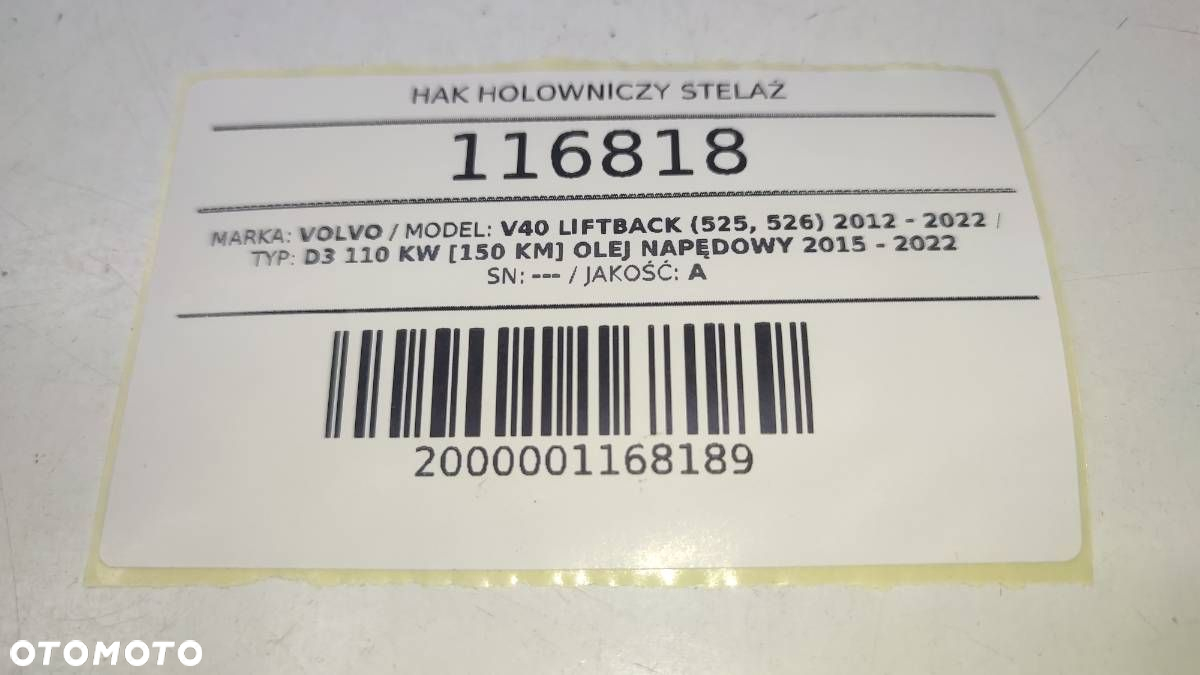 HAK HOLOWNICZY STELAŻ
116818
MARKA: VOLVO / MODEL: V40 LIFTBACK (525, 526) 2012 - 2022 /
TYP: D3 110 KW [150 KM] OLEJ NAPĘDOWY 2015 - 2022
SN: --- / JAKOŚĆ: A
2000001168189
OTOMOTO